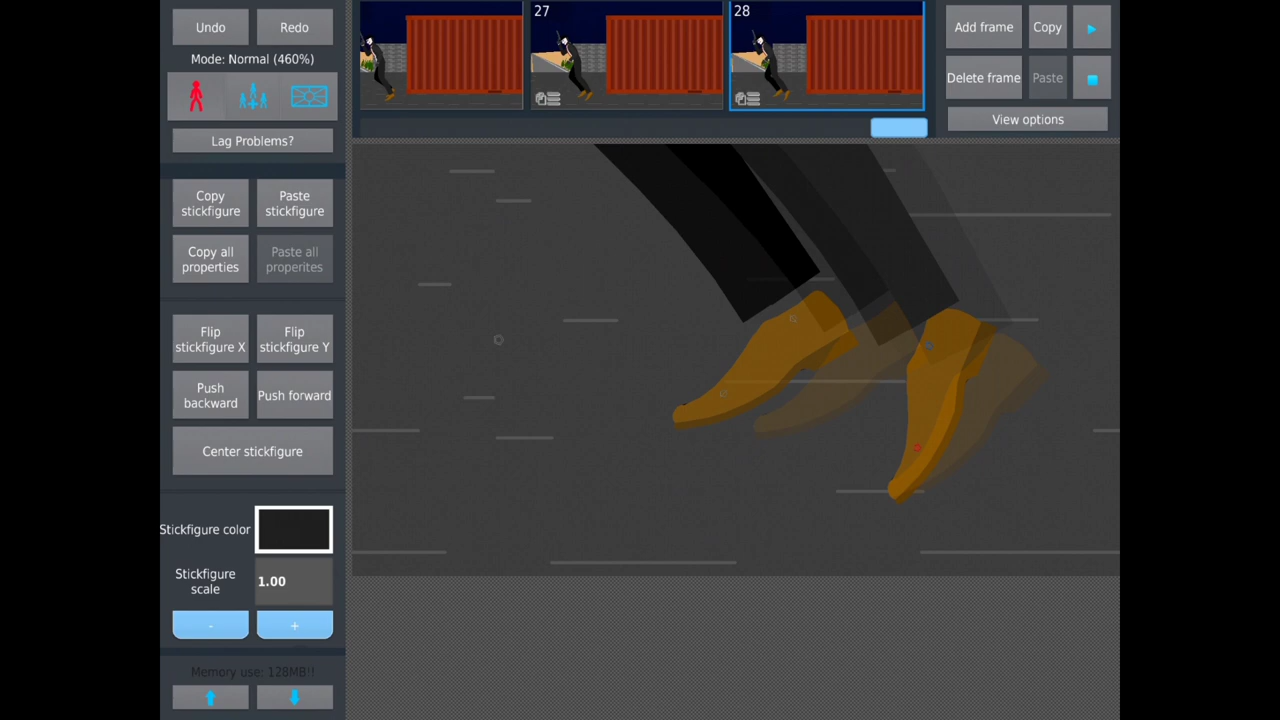 Undo
Redo
27
28
Add frame
Copy
Mode: Normal (460%)
Delete frame
Paste
Lag Problems?
View options
Copy
stickfigure
Paste
stickfigure
Copy all
properties
Paste all
properites
Flip
stickfigure X
Flip
stickfigure Y
Push
backward
Push forward
Center stickfigure
Stickfigure color
Stickfigure
scale
1.00
-
+
Memory use: 128MB!!